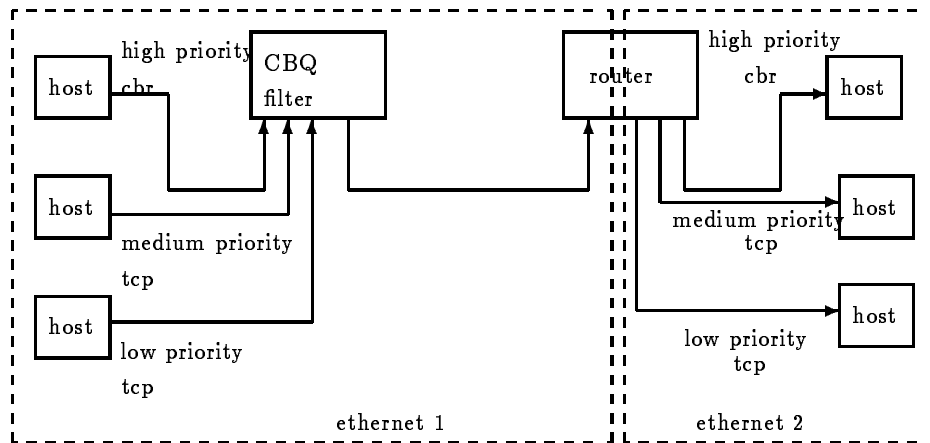 high priority
cbr
host
CBQ
filter
router
high priority
cbr
host
host
medium priority
tcp
medium priority
tcp
host
host
low priority
tcp
low priority
tcp
host
ethernet 1
ethernet 2